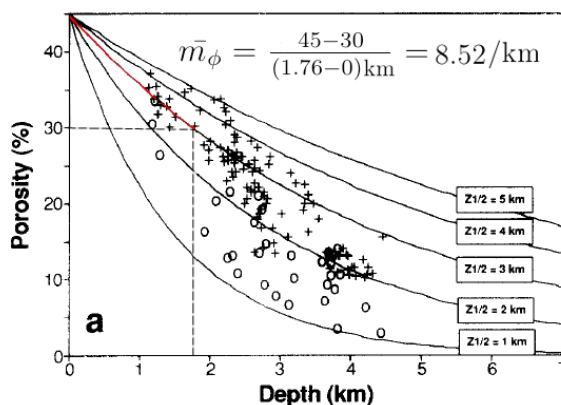 m̄_ϕ = 45−30 / (1.76−0)km = 8.52/km
40
30
20
10
0
Porosity (%)
a
Z1/2 = 5 km
Z1/2 = 4 km
Z1/2 = 3 km
Z1/2 = 2 km
Z1/2 = 1 km
0 1 2 3 4 5 6
Depth (km)